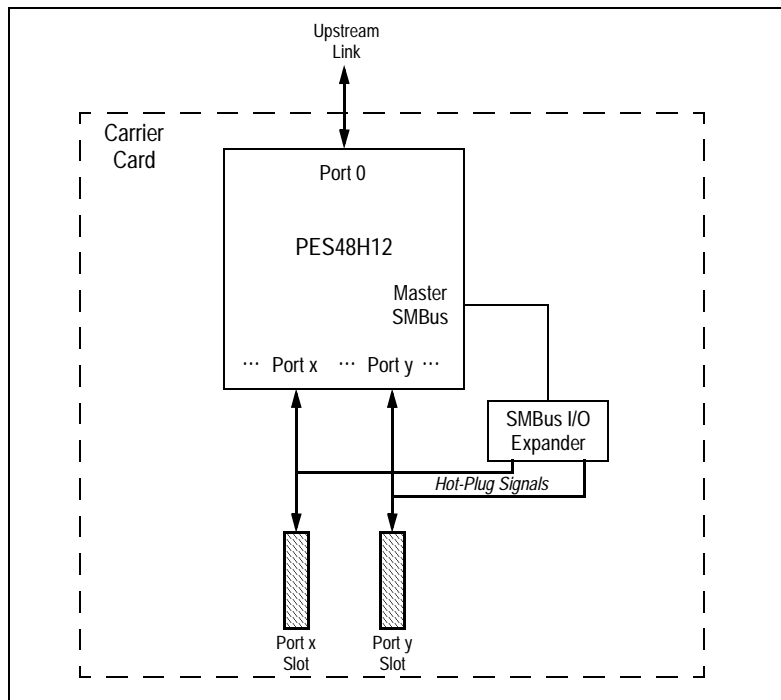 Upstream
Link
Carrier
Card
Port 0
PES48H12
Master
SMBus
··· Port x ··· Port y ···
SMBus I/O
Expander
Hot-Plug Signals
Port x
Slot
Port y
Slot